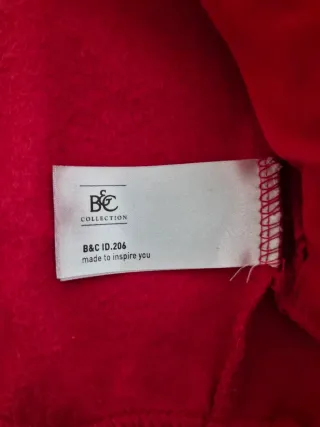 B&C
COLLECTION
B&C ID.206
made to inspire you